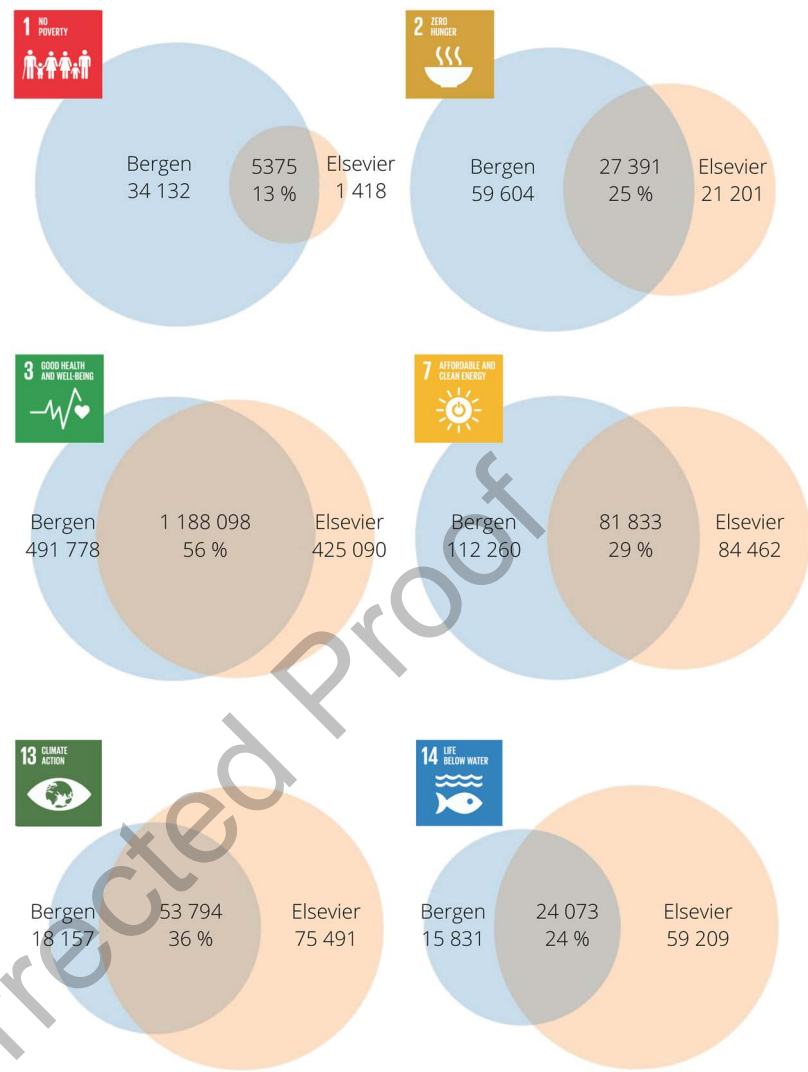 1 NO
POVERTY
Bergen
34 132
5375
13 %
Elsevier
1 418
2 ZERO
HUNGER
Bergen
59 604
27 391
25 %
Elsevier
21 201
3 GOOD HEALTH
AND WELL-BEING
Bergen
491 778
1 188 098
56 %
Elsevier
425 090
7 AFFORDABLE AND
CLEAN ENERGY
Bergen
112 260
81 833
29 %
Elsevier
84 462
13 CLIMATE
ACTION
Bergen
18 157
53 794
36 %
Elsevier
75 491
14 LIFE
BELOW WATER
Bergen
15 831
24 073
24 %
Elsevier
59 209
rrected Proof